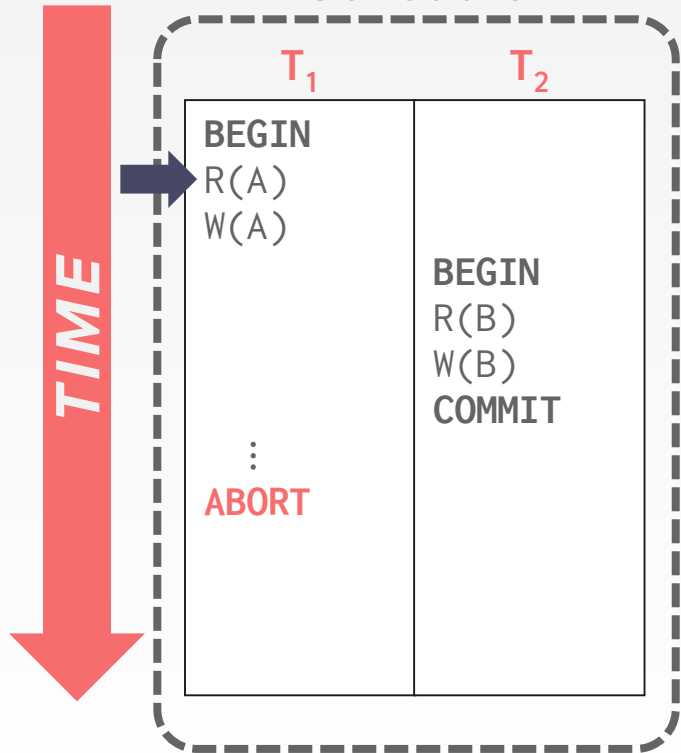 TIME
T₁ T₂
BEGIN
R(A)
W(A)
BEGIN
R(B)
W(B)
COMMIT
⋮
ABORT